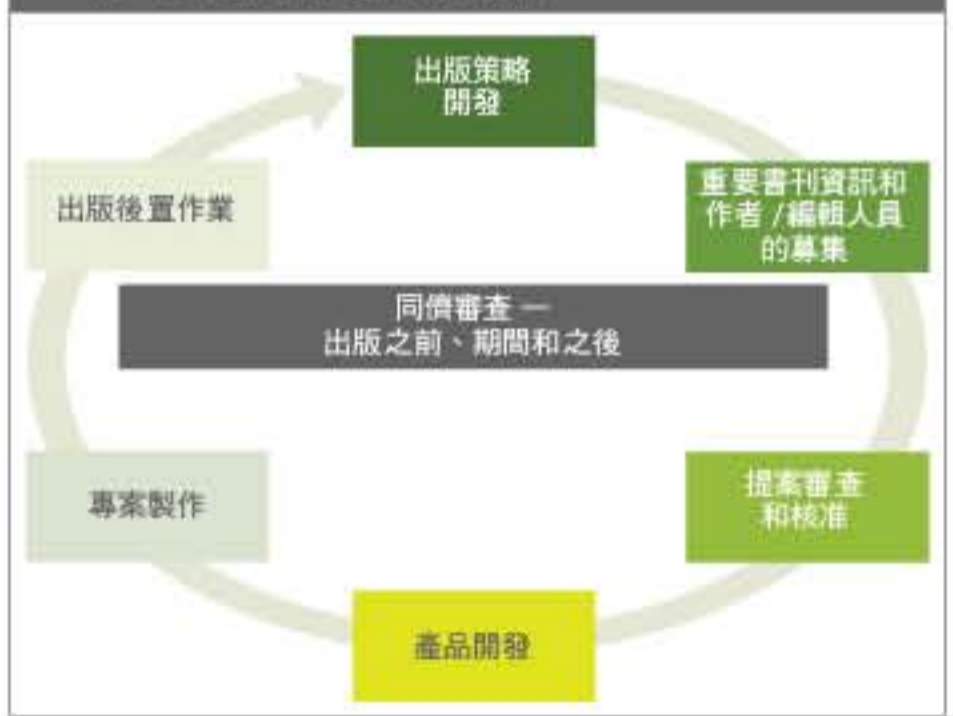 出版策略
開發
重要書刊資訊和
作者 /編輯人員
的募集
提案審查
和核准
產品開發
專案製作
出版後置作業
同儕審查 —
出版之前、期間和之後